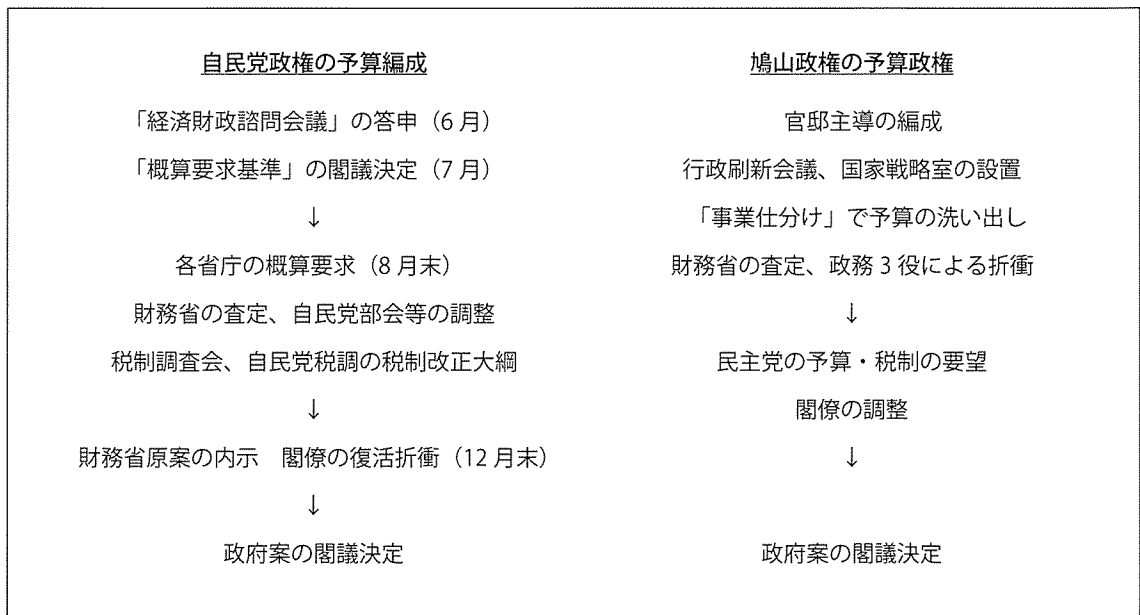 自民党政権の予算編成
「経済財政諮問会議」の答申（6月）
「概算要求基準」の閣議決定（7月）
↓
各省庁の概算要求（8月末）
財務省の査定、自民党部会等の調整
税制調査会、自民党税調の税制改正大綱
↓
財務省原案の内示　閣僚の復活折衝（12月末）
↓
政府案の閣議決定
鳩山政権の予算政権
官邸主導の編成
行政刷新会議、国家戦略室の設置
「事業仕分け」で予算の洗い出し
財務省の査定、政務3役による折衝
↓
民主党の予算・税制の要望
閣僚の調整
↓
政府案の閣議決定